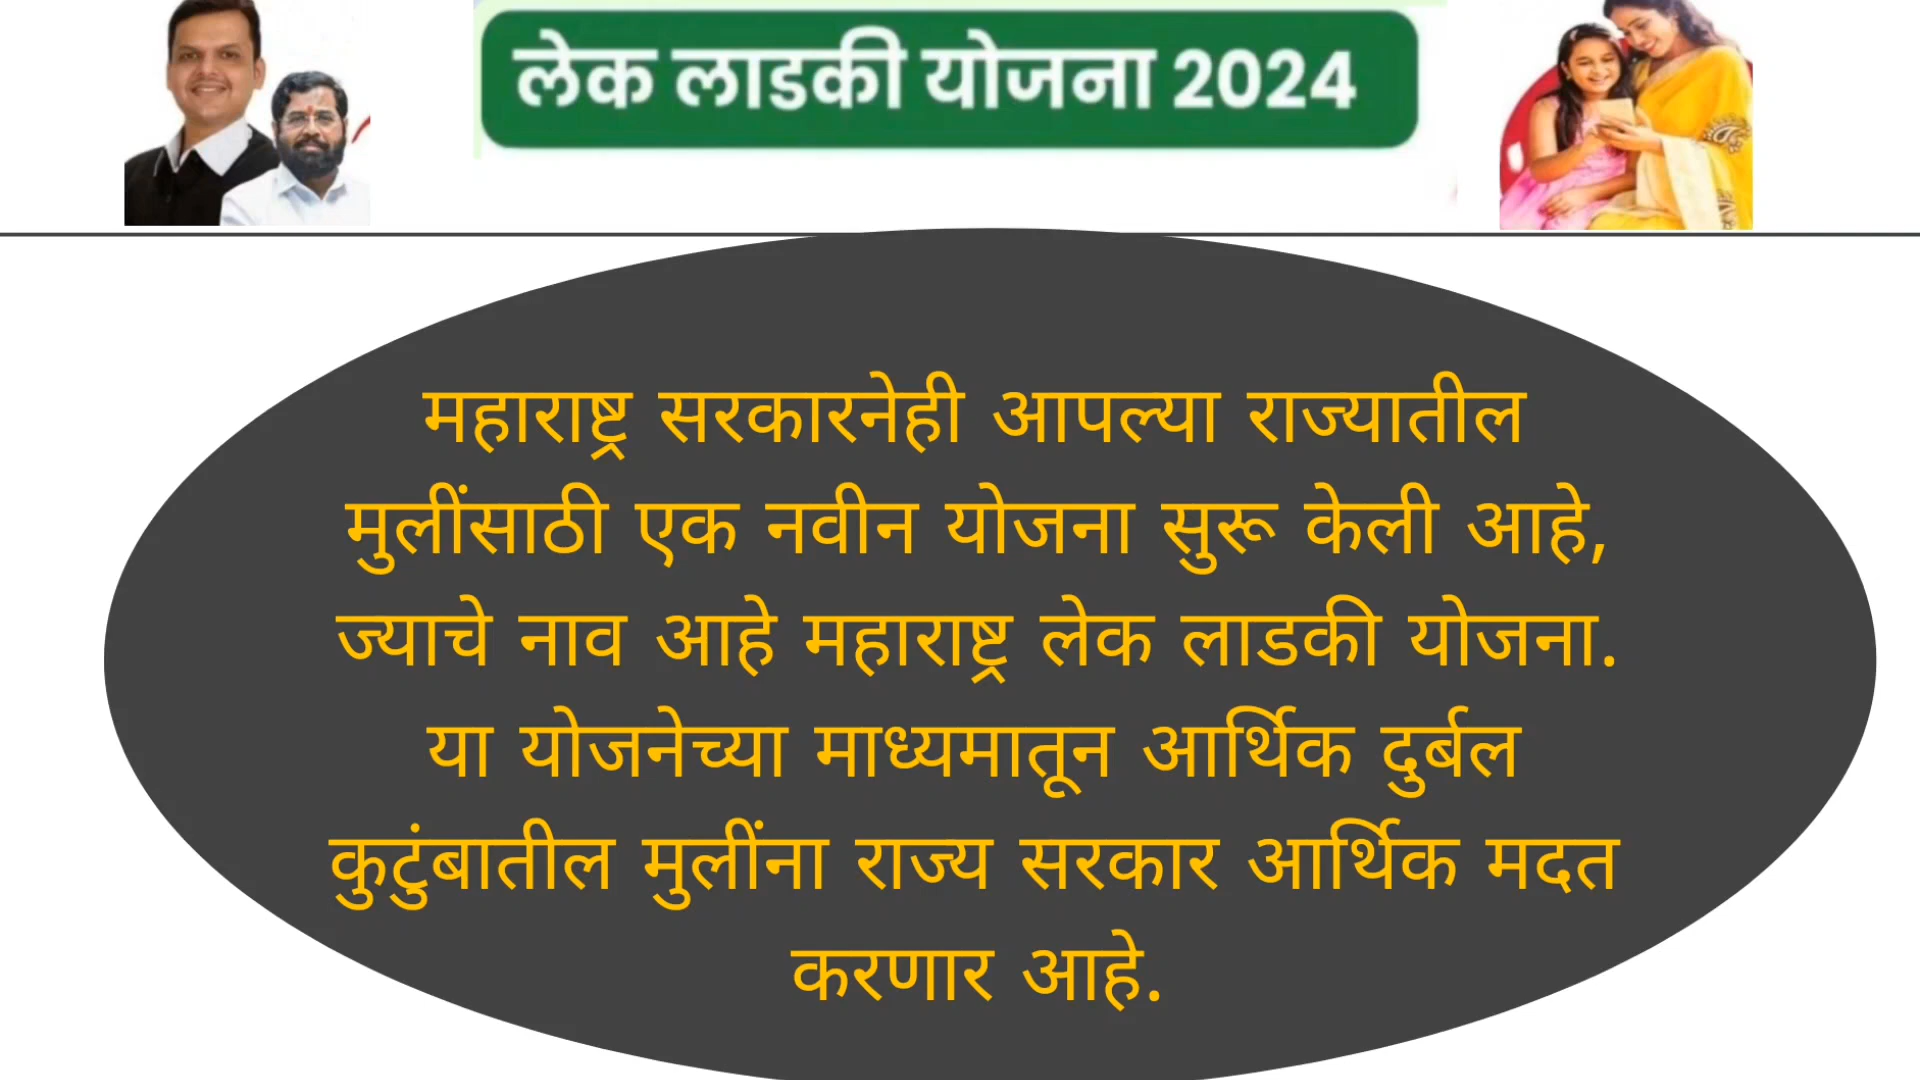 लेक लाडकी योजना 2024
महाराष्ट्र सरकारनेही आपल्या राज्यातील
मुलींसाठी एक नवीन योजना सुरू केली आहे,
ज्याचे नाव आहे महाराष्ट्र लेक लाडकी योजना.
या योजनेच्या माध्यमातून आर्थिक दुर्बल
कुटुंबातील मुलींना राज्य सरकार आर्थिक मदत
करणार आहे.